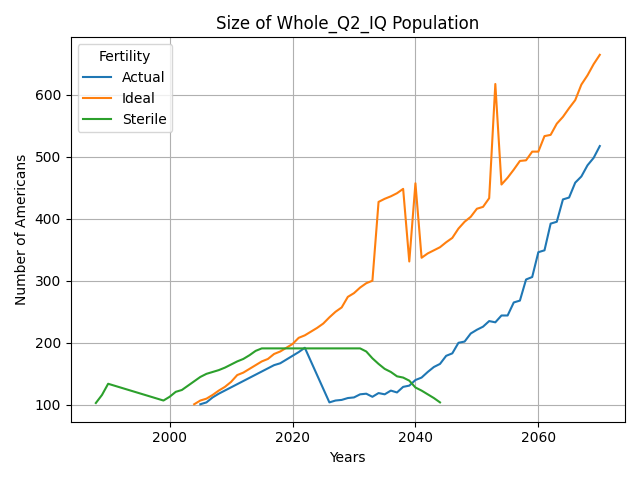 Size of Whole_Q2_IQ Population
Fertility
Actual
Ideal
Sterile
Number of Americans
600
500
400
300
200
100
2000
2020
2040
2060
Years